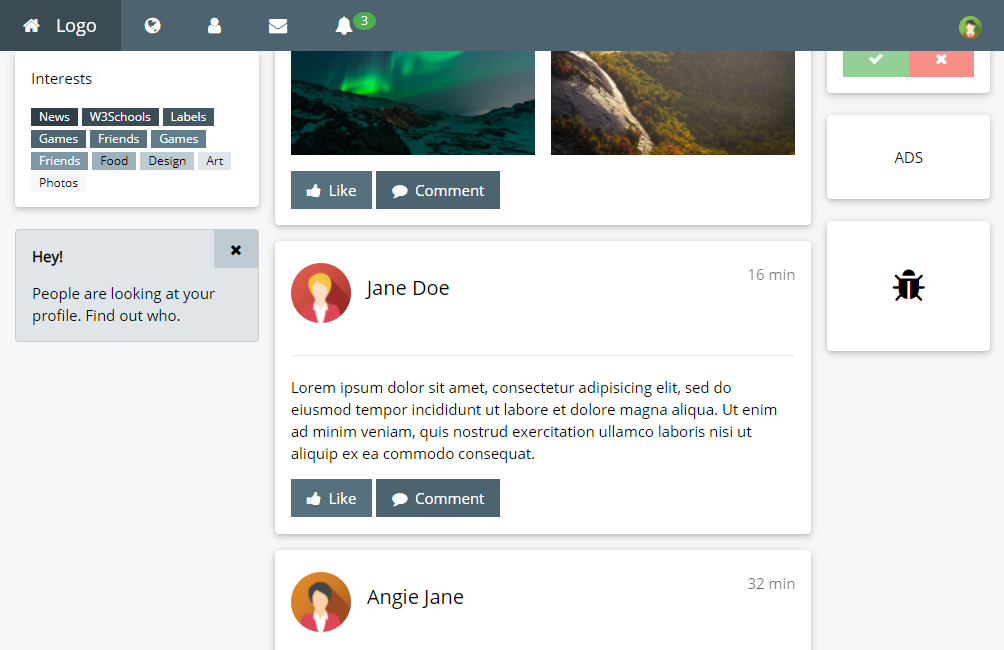 Logo
3
Interests
News W3Schools Labels
Games Friends Games
Friends Food Design Art
Photos
Hey!
People are looking at your
profile. Find out who.
Like Comment
Jane Doe
16 min
Lorem ipsum dolor sit amet, consectetur adipisicing elit, sed do
eiusmod tempor incididunt ut labore et dolore magna aliqua. Ut enim
ad minim veniam, quis nostrud exercitation ullamco laboris nisi ut
aliquip ex ea commodo consequat.
Like Comment
Angie Jane
32 min
ADS